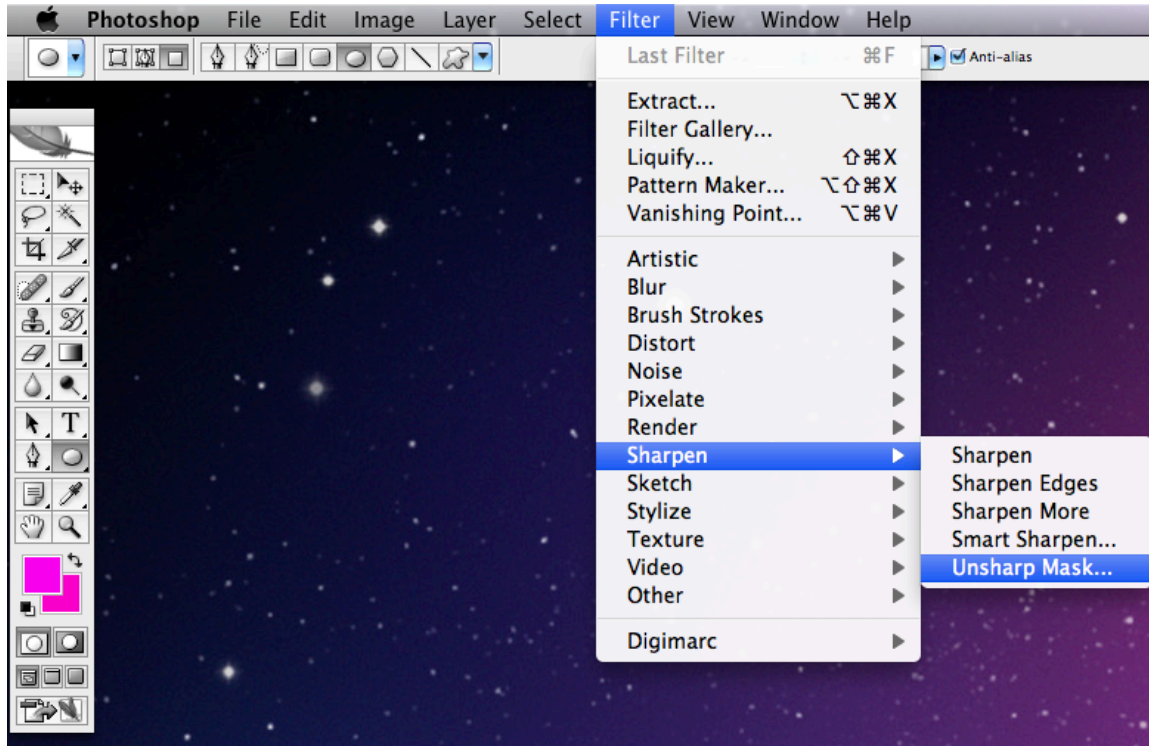 Photoshop File Edit Image Layer Select Filter View Window Help
Anti-alias
Last Filter ⌘F
Extract... ⌥⌘X
Filter Gallery...
Liquify... ⇧⌘X
Pattern Maker... ⌥⇧⌘X
Vanishing Point... ⌥⌘V
Artistic
Blur
Brush Strokes
Distort
Noise
Pixelate
Render
Sharpen
Sketch
Stylize
Texture
Video
Other
Digimarc
Sharpen
Sharpen Edges
Sharpen More
Smart Sharpen...
Unsharp Mask...
T